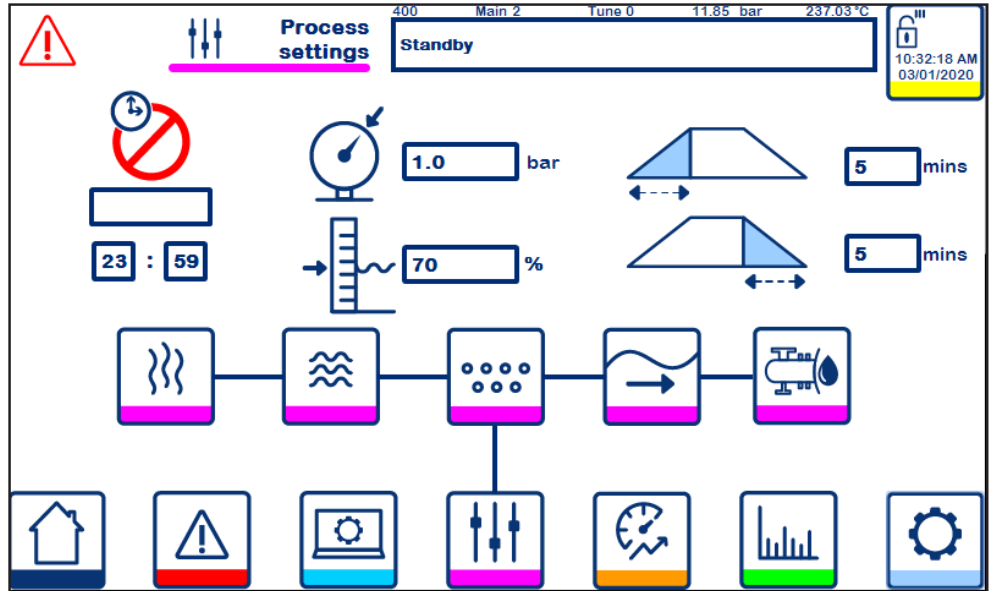 400 Main 2 Tune 0 11.85 bar 237.03 °C
Process
settings
Standby
10:32:18 AM
03/01/2020
1.0 bar
5 mins
23 : 59
70 %
5 mins